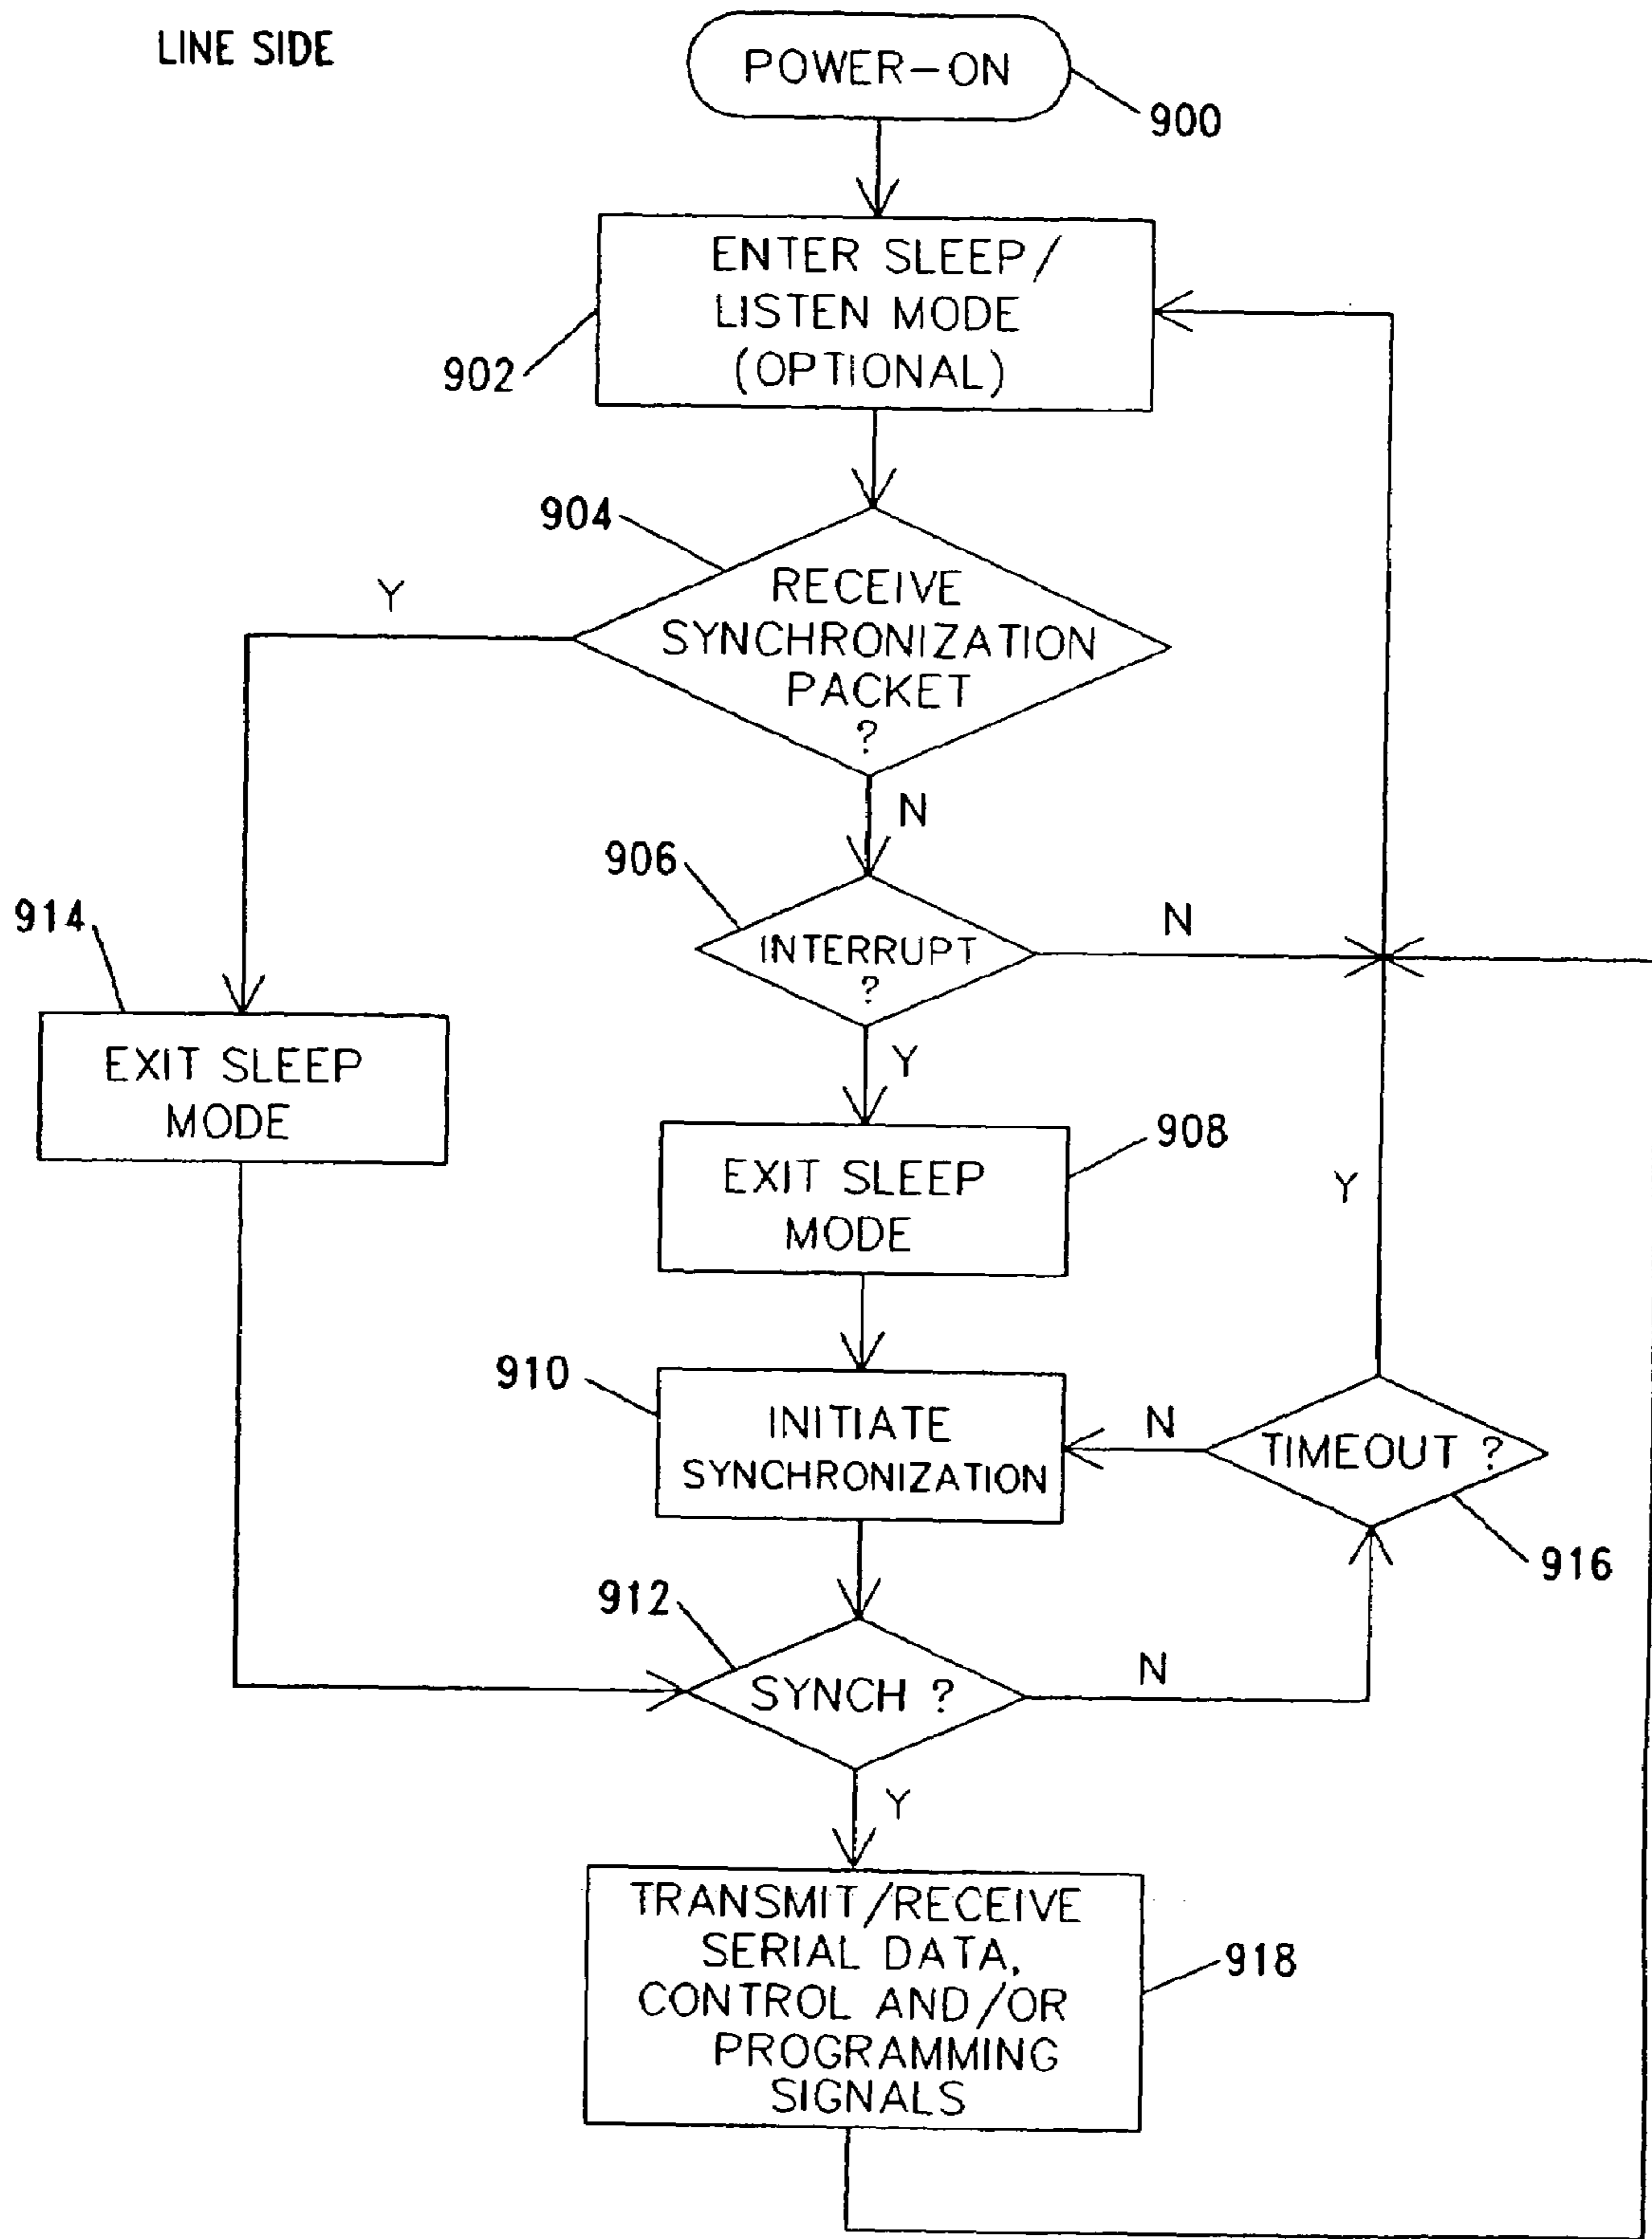 LINE SIDE
POWER-ON
900
ENTER SLEEP/
LISTEN MODE
(OPTIONAL)
902
904
RECEIVE
SYNCHRONIZATION
PACKET
?
Y
N
906
INTERRUPT
?
N
Y
914
EXIT SLEEP
MODE
908
EXIT SLEEP
MODE
Y
910
INITIATE
SYNCHRONIZATION
N
TIMEOUT ?
916
912
SYNCH ?
N
Y
TRANSMIT/RECEIVE
SERIAL DATA,
CONTROL AND/OR
PROGRAMMING
SIGNALS
918